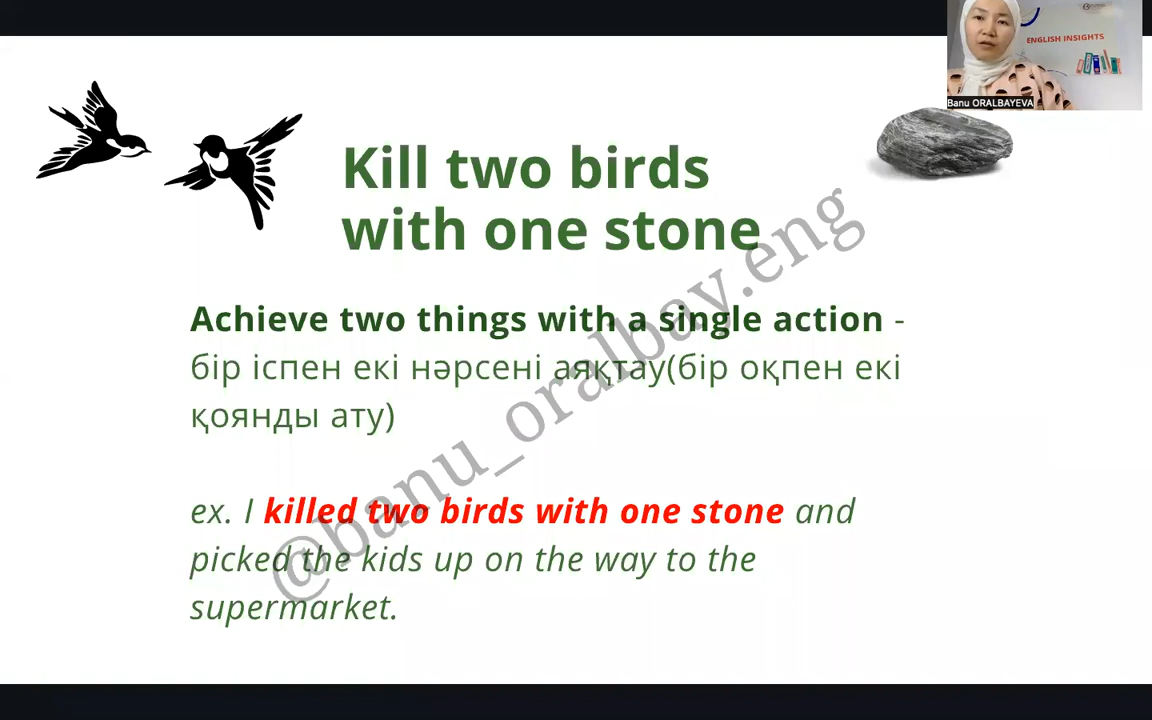 ENGLISH INSIGHTS
Banu ORALBAYEVA
Kill two birds
with one stone
Achieve two things with a single action -
бір іспен екі нәрсені аяқтау(бір оқпен екі
қоянды ату)
ex. I killed two birds with one stone and
picked the kids up on the way to the
supermarket.
@banu_oralbay.eng